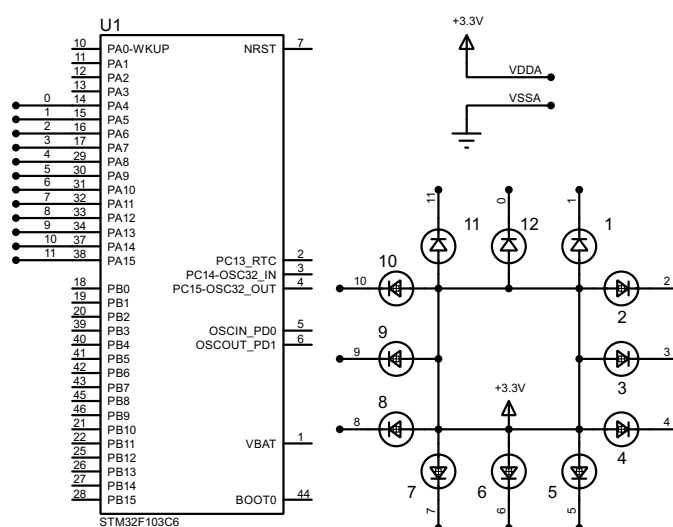 U1
10 PA0-WKUP NRST 7
11 PA1
12 PA2
13 PA3
0 14 PA4
1 15 PA5
2 16 PA6
3 17 PA7
4 29 PA8
5 30 PA9
6 31 PA10
7 32 PA11
8 33 PA12
9 34 PA13
10 37 PA14
11 38 PA15
PC13_RTC 2
PC14-OSC32_IN 3
18 PB0 PC15-OSC32_OUT 4
19 PB1
20 PB2
39 PB3 OSCIN_PD0 5
40 PB4 OSCOUT_PD1 6
41 PB5
42 PB6
43 PB7
45 PB8
46 PB9
21 PB10
22 PB11 VBAT 1
25 PB12
26 PB13
27 PB14
28 PB15 BOOT0 44
STM32F103C6
+3.3V
VDDA
VSSA
11 0 1
11 12 1
10
10 2
2
9
9 3
3
+3.3V
8
8 4
4
7 6 5
7 6 5